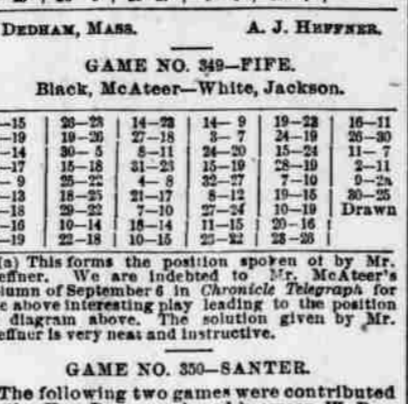 DEDHAM, MASS. A. J. HEFFNER.
GAME NO. 349—FIFE.
Black, McAteer—White, Jackson.
—15 | 26—23 | 14—23 | 14— 9 | 19—23 | 16—11
—19 | 19—26 | 27—18 | 3— 7 | 24—19 | 26—30
—14 | 30— 5 | 8—11 | 24—20 | 15—24 | 11— 7
—17 | 15—18 | 31—23 | 15—19 | 28—19 | 2—11
— 9 | 25—22 | 4— 8 | 32—27 | 7—10 | 9—2a
—13 | 18—25 | 21—17 | 8—12 | 19—15 | 30—25
—18 | 29—22 | 7—10 | 27—24 | 10—19 | Drawn
—16 | 10—14 | 18—14 | 11—15 | 20—16 |
—19 | 22—18 | 10—15 | 25—22 | 23—26 |
(a) This forms the position spoken of by Mr.
effner. We are indebted to Mr. McAteer's
lumn of September 6 in Chronicle Telegraph for
e above interesting play leading to the position
diagram above. The solution given by Mr.
effner is very neat and instructive.
GAME NO. 350—SANTER.
The following two games were contributed